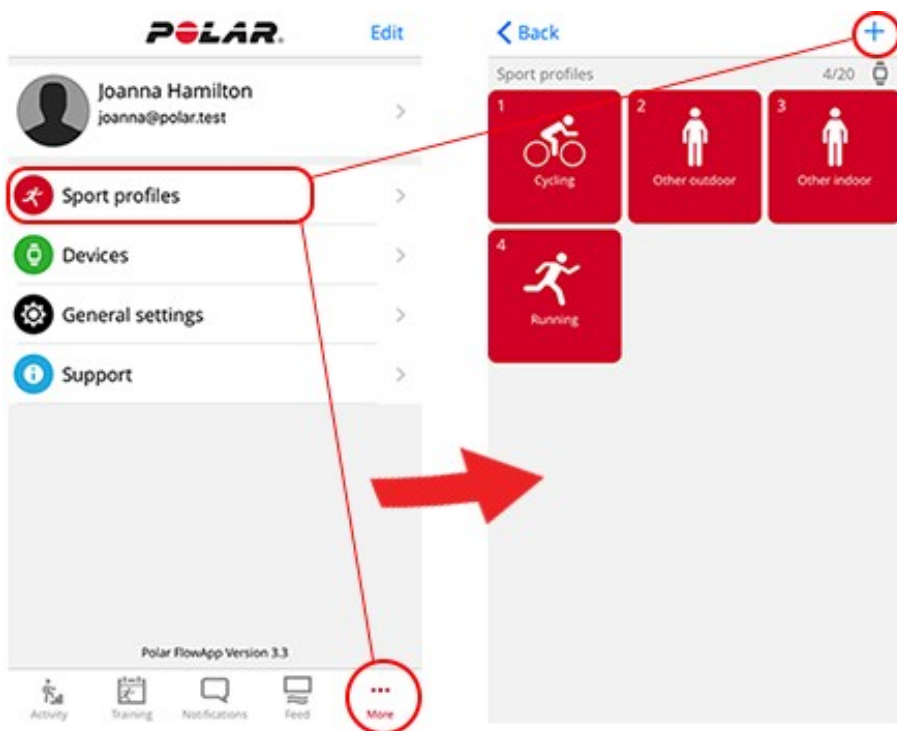 POLAR.
Edit
Joanna Hamilton
joanna@polar.test
Sport profiles
Devices
General settings
Support
Polar FlowApp Version 3.3
Activity
Training
Notifications
Feed
More
Back
Sport profiles
4/20
1
Cycling
2
Other outdoor
3
Other indoor
4
Running